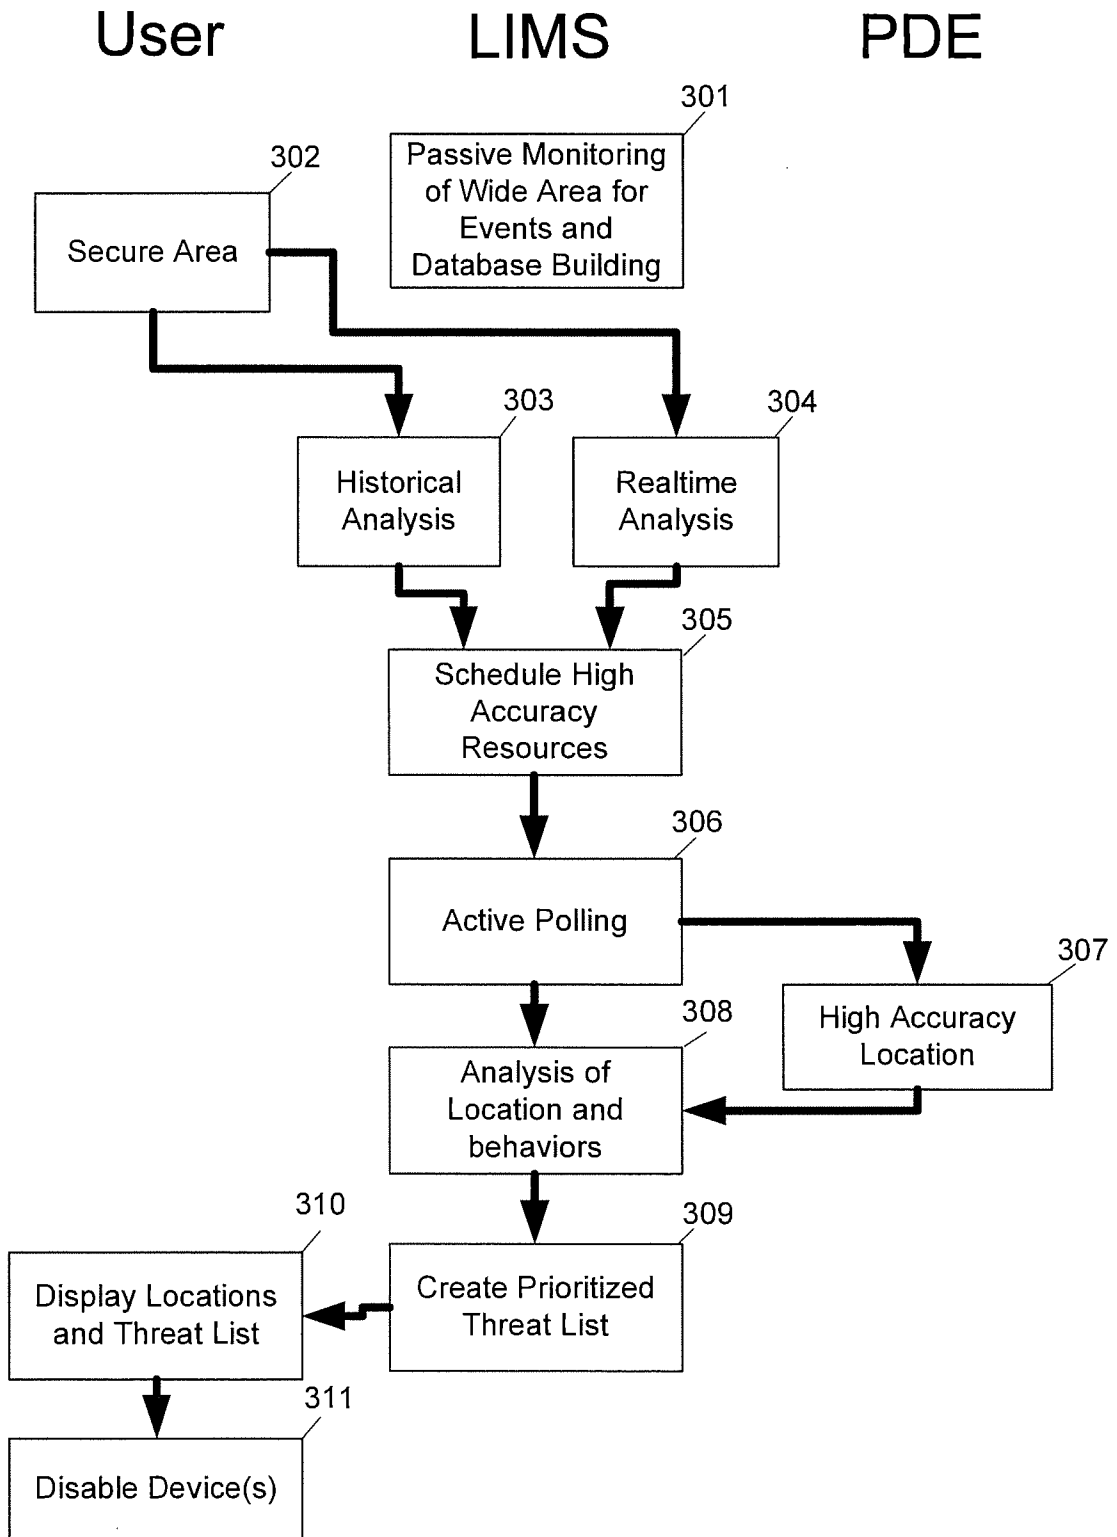 User
LIMS
PDE
301
Passive Monitoring
of Wide Area for
Events and
Database Building
302
Secure Area
303
Historical
Analysis
304
Realtime
Analysis
305
Schedule High
Accuracy
Resources
306
Active Polling
307
High Accuracy
Location
308
Analysis of
Location and
behaviors
309
Create Prioritized
Threat List
310
Display Locations
and Threat List
311
Disable Device(s)